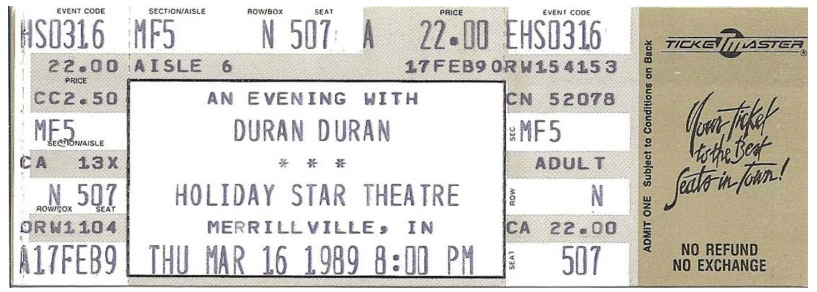 EVENT CODE SECTION/AISLE ROW/BOX SEAT PRICE EVENT CODE
HS0316 MF5 N 507 A 22.00 EHS0316
22.00 AISLE 6 17FEB9 0RW154153
PRICE
CC2.50
AN EVENING WITH
DURAN DURAN
* * *
HOLIDAY STAR THEATRE
MERRILLVILLE, IN
THU MAR 16 1989 8:00 PM
MF5
SECTION/AISLE
CA 13X
N 507
ROW/BOX SEAT
ORW1104
A17FEB9
CN 52078
SEC MF5
ADULT
ROW N
CA 22.00
SEAT 507
ADMIT ONE Subject to Conditions on Back
TICKETMASTER®
Your Ticket
to the Best
Seats in Town!
NO REFUND
NO EXCHANGE